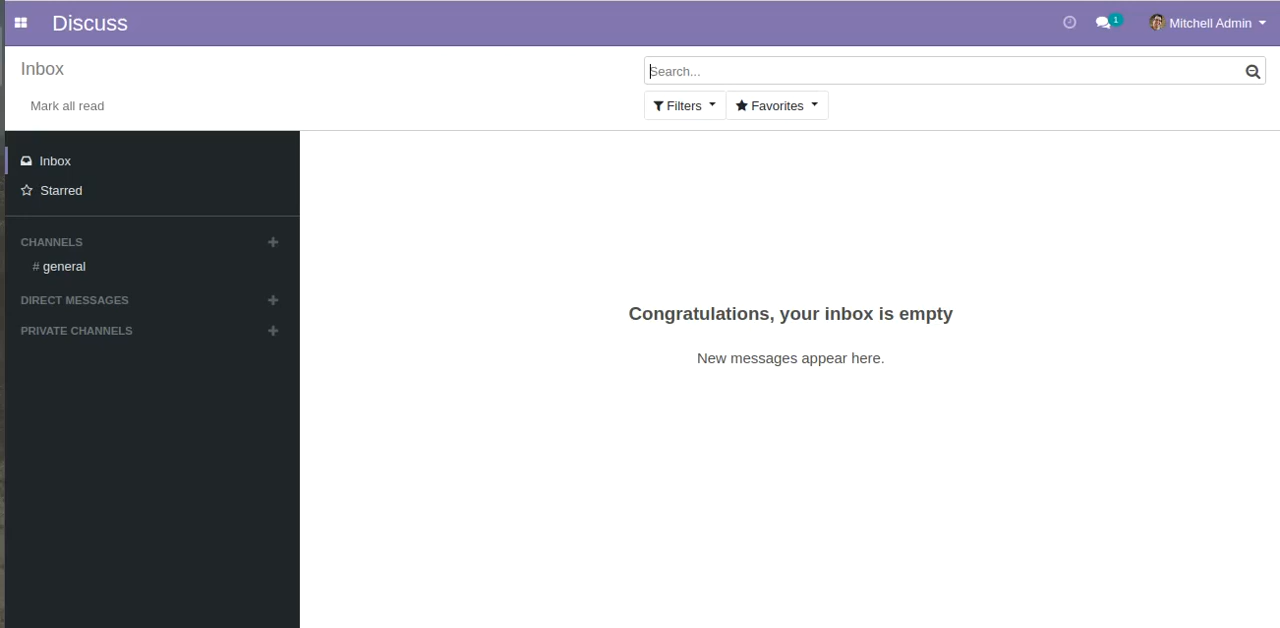 Discuss
1
Mitchell Admin
Inbox
Search...
Mark all read
Filters
Favorites
Inbox
Starred
CHANNELS
# general
DIRECT MESSAGES
PRIVATE CHANNELS
Congratulations, your inbox is empty
New messages appear here.